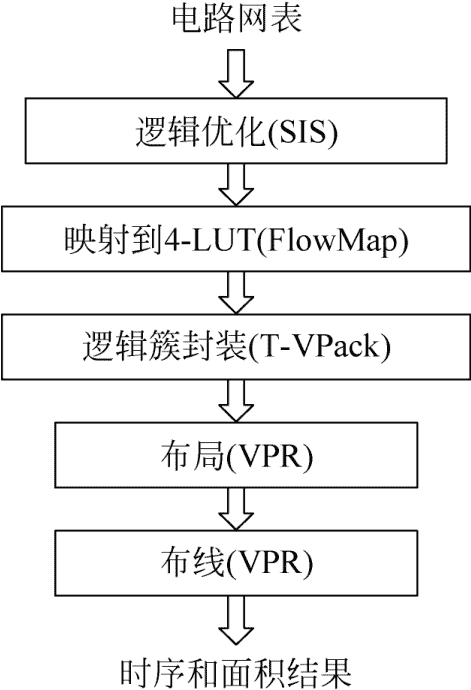 电路网表
逻辑优化(SIS)
映射到4-LUT(FlowMap)
逻辑簇封装(T-VPack)
布局(VPR)
布线(VPR)
时序和面积结果